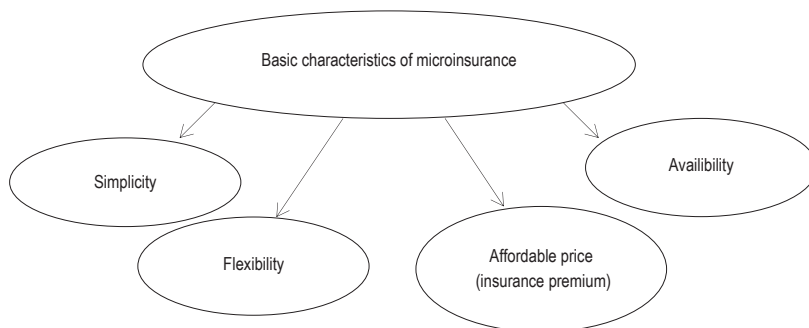 Basic characteristics of microinsurance
Simplicity
Availibility
Flexibility
Affordable price
(insurance premium)